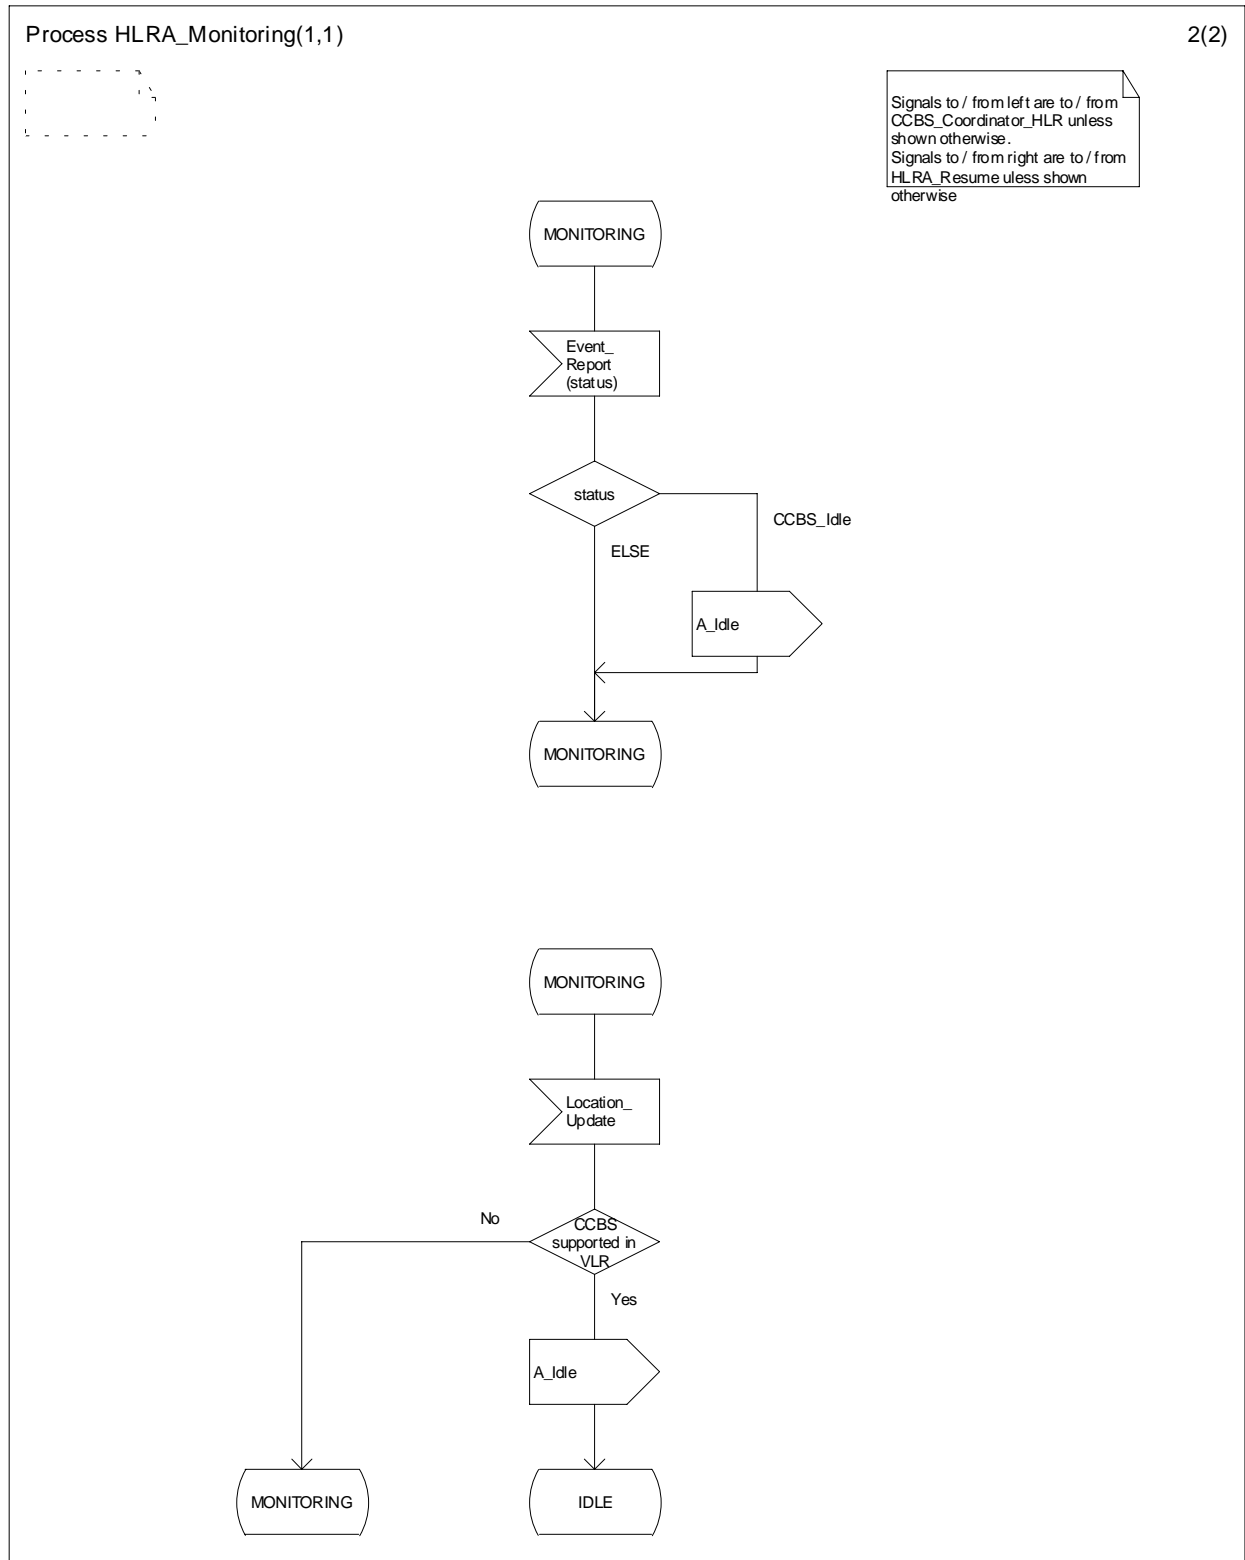 Process HLRA_Monitoring(1,1)
2(2)
Signals to / from left are to / from
CCBS_Coordinator_HLR unless
shown otherwise.
Signals to / from right are to / from
HLRA_Resume uless shown
otherwise
MONITORING
Event_
Report
(status)
status
CCBS_Idle
ELSE
A_Idle
MONITORING
MONITORING
Location_
Update
No
CCBS
supported in
VLR
Yes
A_Idle
MONITORING
IDLE